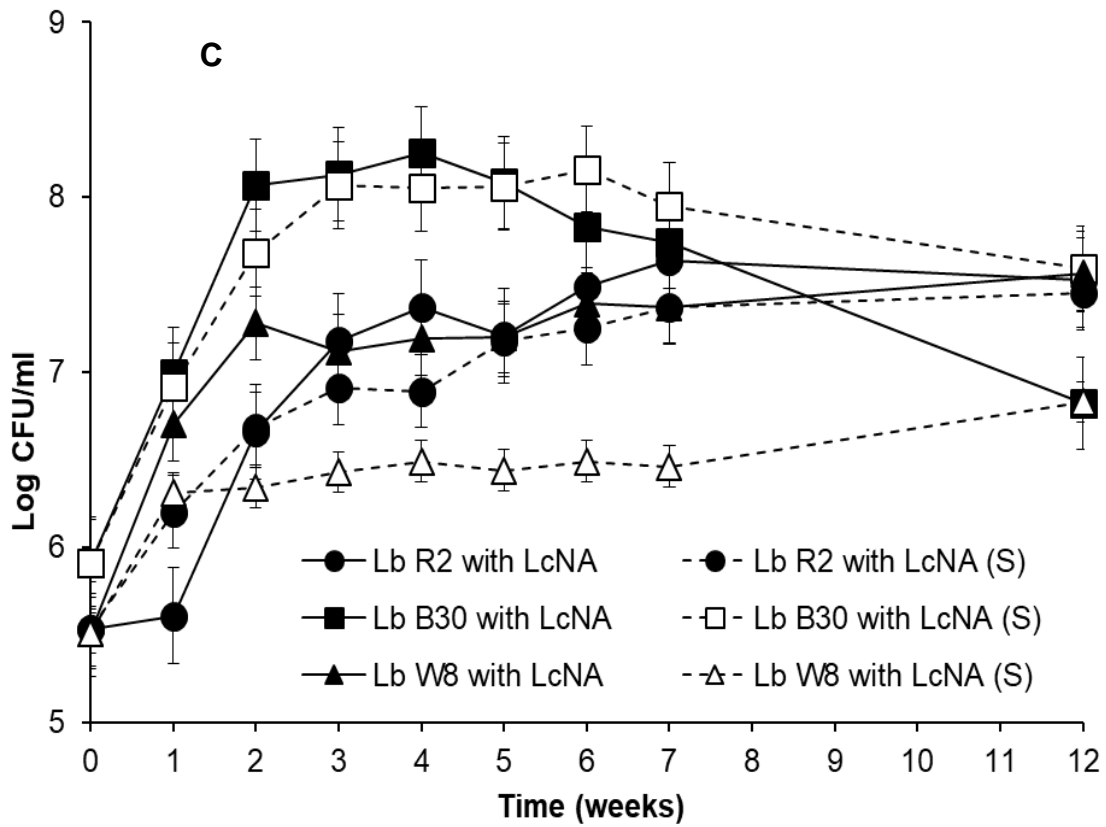 9
C
8
7
6
5
Log CFU/ml
Lb R2 with LcNA
Lb R2 with LcNA (S)
Lb B30 with LcNA
Lb B30 with LcNA (S)
Lb W8 with LcNA
Lb W8 with LcNA (S)
0 1 2 3 4 5 6 7 8 9 10 11 12
Time (weeks)